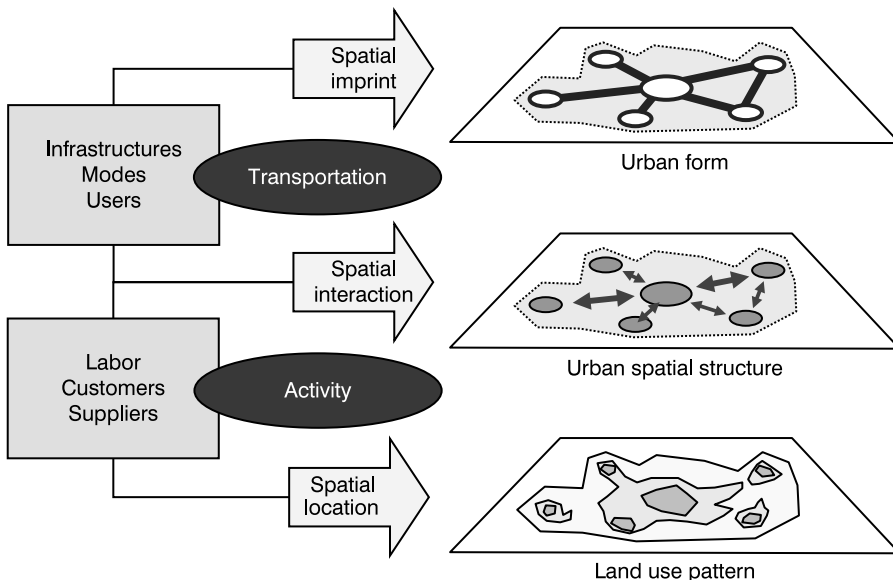 Spatial
imprint
Urban form
Infrastructures
Modes
Users
Transportation
Spatial
interaction
Urban spatial structure
Labor
Customers
Suppliers
Activity
Spatial
location
Land use pattern